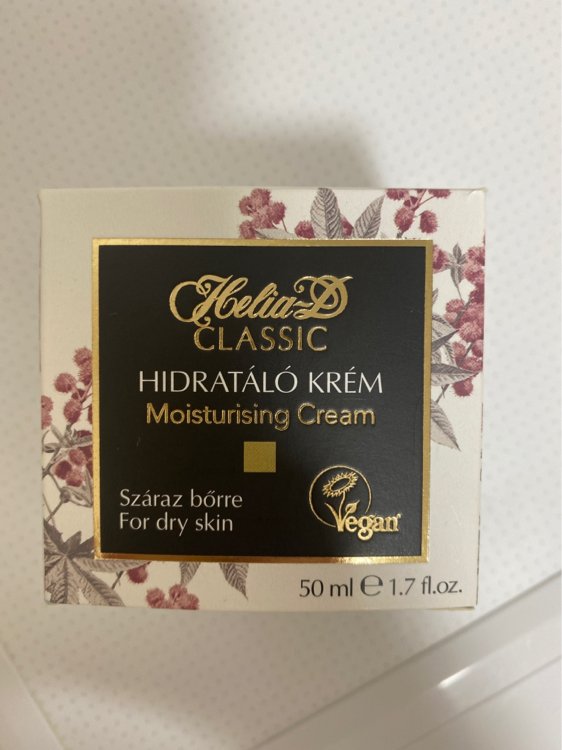 Helia-D
CLASSIC
HIDRATÁLÓ KRÉM
Moisturising Cream
Száraz bőrre
For dry skin
Vegan
50 ml ℮ 1.7 fl.oz.